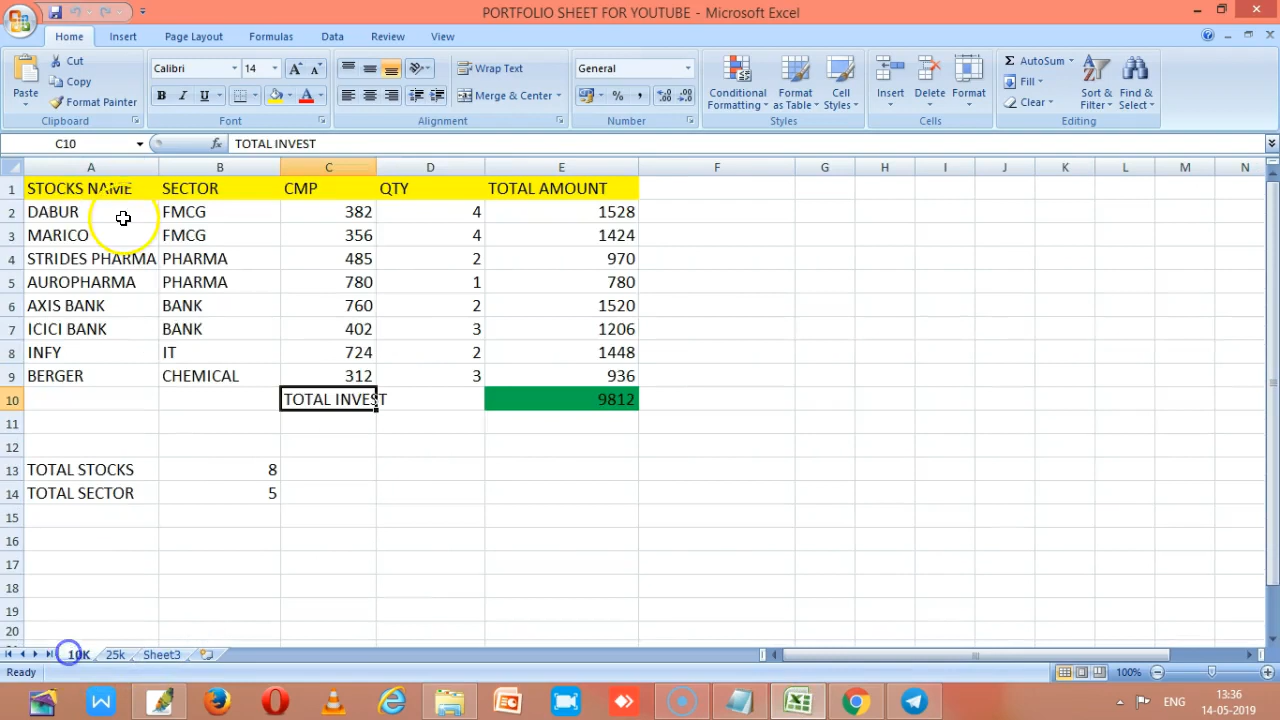 PORTFOLIO SHEET FOR YOUTUBE - Microsoft Excel
Home Insert Page Layout Formulas Data Review View
Paste Cut Copy Format Painter Clipboard
Calibri 14 A A B I U A Font
Wrap Text Merge & Center Alignment
General % , Number
Conditional Formatting Format as Table Cell Styles Styles
Insert Delete Format Cells
Σ AutoSum Fill Clear Sort & Filter Find & Select Editing
C10 fx TOTAL INVEST
A B C D E F G H I J K L M N
1 STOCKS NAME SECTOR CMP QTY TOTAL AMOUNT
2 DABUR FMCG 382 4 1528
3 MARICO FMCG 356 4 1424
4 STRIDES PHARMA PHARMA 485 2 970
5 AUROPHARMA PHARMA 780 1 780
6 AXIS BANK BANK 760 2 1520
7 ICICI BANK BANK 402 3 1206
8 INFY IT 724 2 1448
9 BERGER CHEMICAL 312 3 936
10 TOTAL INVEST 9812
11
12
13 TOTAL STOCKS 8
14 TOTAL SECTOR 5
15
16
17
18
19
20
10K 25k Sheet3
Ready 100%
ENG 13:36
14-05-2019